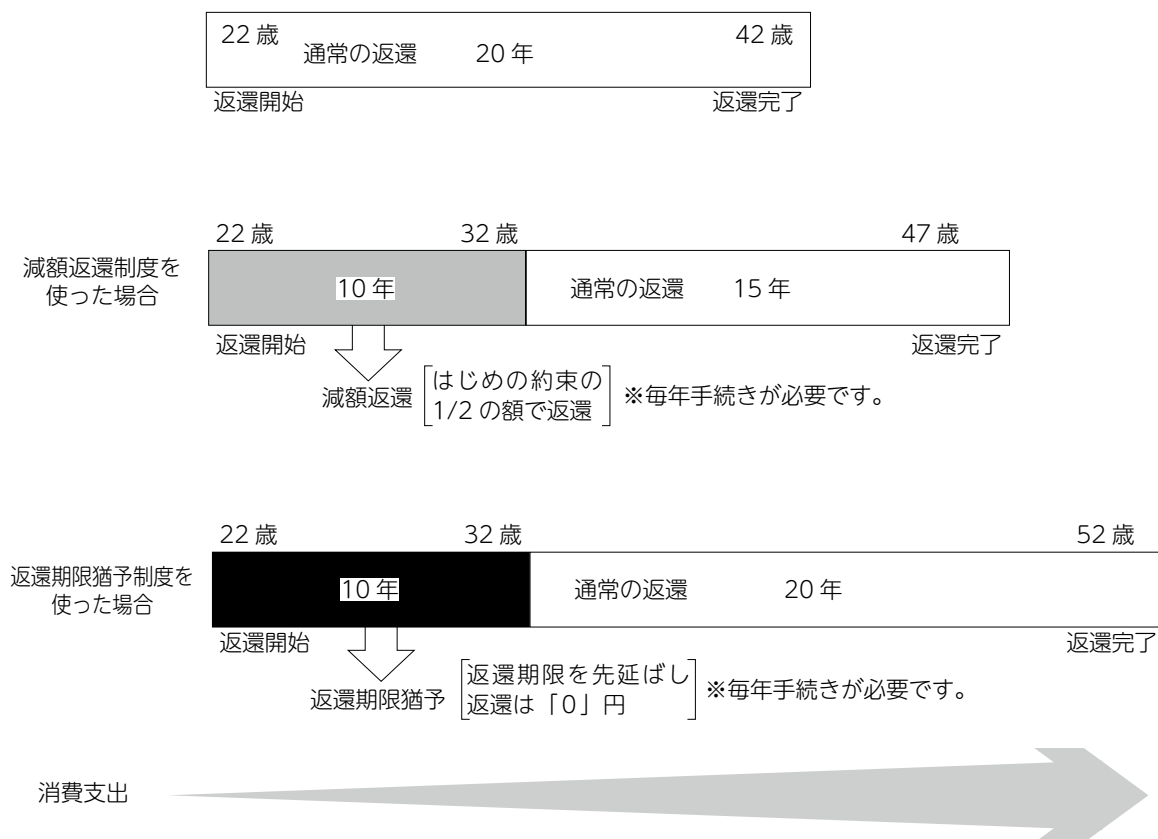 22 歳
42 歳
通常の返還 20 年
返還開始
返還完了
22 歳
32 歳
47 歳
減額返還制度を
使った場合
10 年
通常の返還 15 年
返還開始
返還完了
減額返還
はじめの約束の
1/2 の額で返還
※毎年手続きが必要です。
22 歳
32 歳
52 歳
返還期限猶予制度を
使った場合
10 年
通常の返還 20 年
返還開始
返還完了
返還期限猶予
返還期限を先延ばし
返還は「0」円
※毎年手続きが必要です。
消費支出